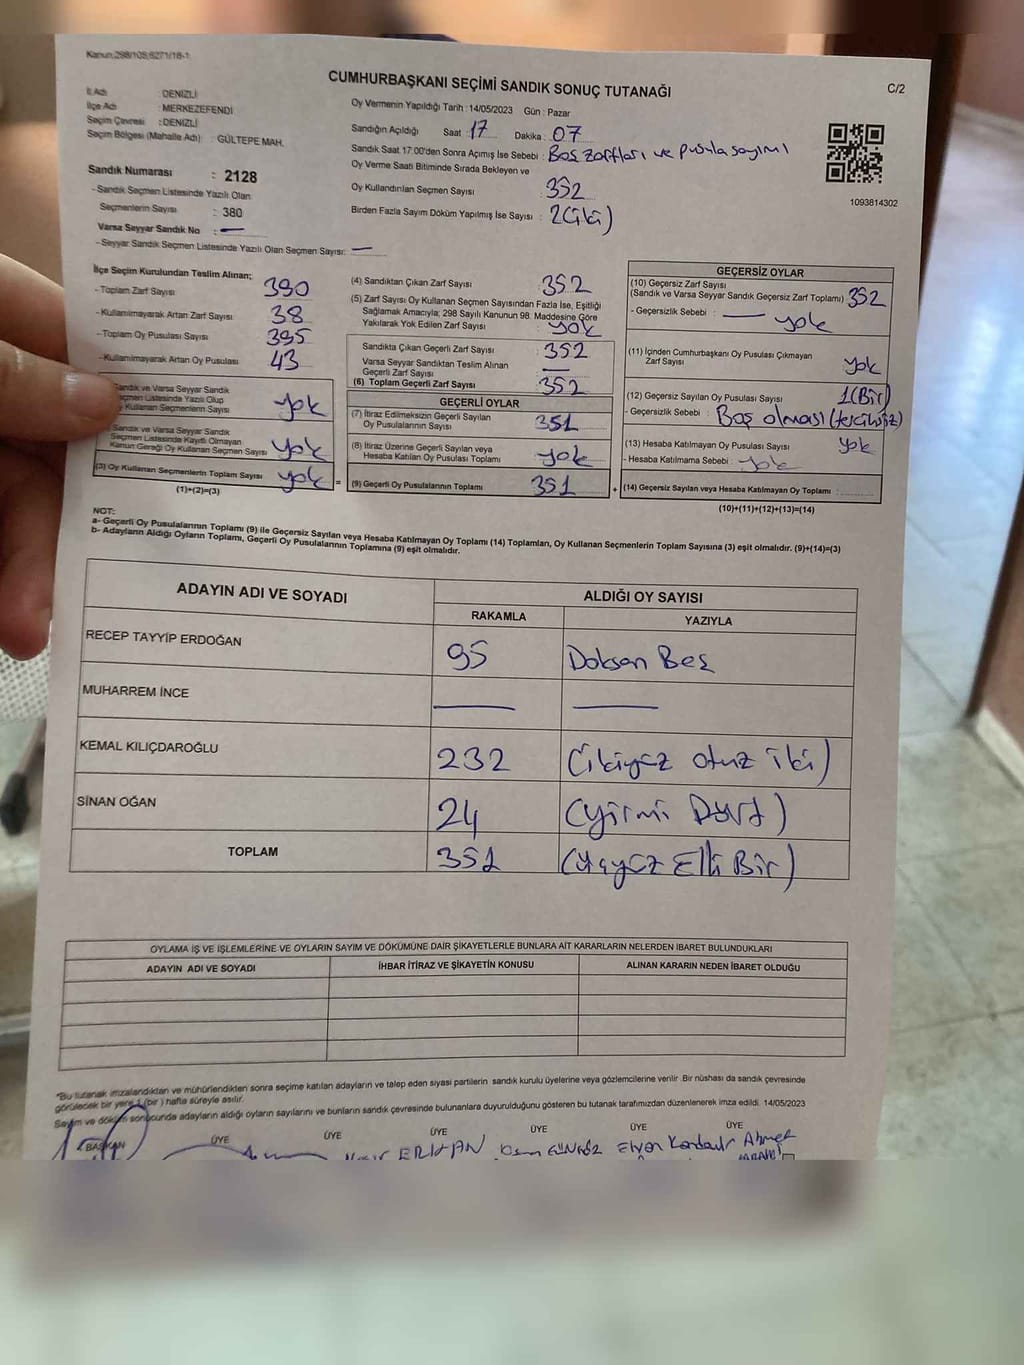 Kanun:298/105;6271/18-1
CUMHURBAŞKANI SEÇİMİ SANDIK SONUÇ TUTANAĞI
C/2
İl Adı : DENİZLİ
İlçe Adı : MERKEZEFENDİ
Seçim Çevresi : DENİZLİ
Seçim Bölgesi (Mahalle Adı) : GÜLTEPE MAH.
Oy Vermenin Yapıldığı Tarih : 14/05/2023 Gün : Pazar
Sandığın Açıldığı Saat : 17 Dakika : 07
Sandık Saat 17:00'den Sonra Açmış İse Sebebi : Boş zarfları ve pusula sayımı
Oy Verme Saati Bitiminde Sırada Bekleyen ve
Oy Kullandırılan Seçmen Sayısı : 352
Birden Fazla Sayım Döküm Yapılmış İse Sayısı : 2(iki)
1093814302
Sandık Numarası : 2128
- Sandık Seçmen Listesinde Yazılı Olan
Seçmenlerin Sayısı : 380
Varsa Seyyar Sandık No : —
- Seyyar Sandık Seçmen Listesinde Yazılı Olan Seçmen Sayısı: —
İlçe Seçim Kurulundan Teslim Alınan;
- Toplam Zarf Sayısı 390
- Kullanılmayarak Artan Zarf Sayısı 38
- Toplam Oy Pusulası Sayısı 395
- Kullanılmayarak Artan Oy Pusulası 43
Sandık ve Varsa Seyyar Sandık
Seçmen Listesinde Yazılı Olup
Oy Kullanan Seçmenlerin Sayısı yok
Sandık ve Varsa Seyyar Sandık
Seçmen Listesinde Kayıtlı Olmayan
Kanun Gereği Oy Kullanan Seçmen Sayısı yok
(3) Oy Kullanan Seçmenlerin Toplam Sayısı yok
(1)+(2)=(3)
(4) Sandıktan Çıkan Zarf Sayısı 352
(5) Zarf Sayısı Oy Kullanan Seçmen Sayısından Fazla İse, Eşitliği
Sağlamak Amacıyla; 298 Sayılı Kanunun 98. Maddesine Göre
Yakılarak Yok Edilen Zarf Sayısı yok
Sandıkta Çıkan Geçerli Zarf Sayısı 352
Varsa Seyyar Sandıktan Teslim Alınan
Geçerli Zarf Sayısı —
(6) Toplam Geçerli Zarf Sayısı 352
GEÇERLİ OYLAR
(7) İtiraz Edilmeksizin Geçerli Sayılan
Oy Pusulalarının Sayısı 351
(8) İtiraz Üzerine Geçerli Sayılan veya
Hesaba Katılan Oy Pusulası Toplamı yok
= (9) Geçerli Oy Pusulalarının Toplamı 351
GEÇERSİZ OYLAR
(10) Geçersiz Zarf Sayısı
(Sandık ve Varsa Seyyar Sandık Geçersiz Zarf Toplamı) 352
- Geçersizlik Sebebi : — yok
(11) İçinden Cumhurbaşkanı Oy Pusulası Çıkmayan
Zarf Sayısı yok
(12) Geçersiz Sayılan Oy Pusulası Sayısı 1(Bir)
- Geçersizlik Sebebi : Boş olması (tercihsiz)
(13) Hesaba Katılmayan Oy Pusulası Sayısı yok
- Hesaba Katılmama Sebebi : yok
+ (14) Geçersiz Sayılan veya Hesaba Katılmayan Oy Toplamı :
(10)+(11)+(12)+(13)=(14)
NOT:
a- Geçerli Oy Pusulalarının Toplamı (9) ile Geçersiz Sayılan veya Hesaba Katılmayan Oy Toplamı (14) Toplamları, Oy Kullanan Seçmenlerin Toplam Sayısına (3) eşit olmalıdır. (9)+(14)=(3)
b- Adayların Aldığı Oyların Toplamı, Geçerli Oy Pusulalarının Toplamına (9) eşit olmalıdır.
ADAYIN ADI VE SOYADI
ALDIĞI OY SAYISI
RAKAMLA YAZIYLA
RECEP TAYYİP ERDOĞAN 95 Doksan Beş
MUHARREM İNCE — —
KEMAL KILIÇDAROĞLU 232 (İkiyüz otuz iki)
SİNAN OĞAN 24 (Yirmi Dört)
TOPLAM 351 (Üçyüz Elli Bir)
OYLAMA İŞ VE İŞLEMLERİNE VE OYLARIN SAYIM VE DÖKÜMÜNE DAİR ŞİKAYETLERLE BUNLARA AİT KARARLARIN NELERDEN İBARET BULUNDUKLARI
ADAYIN ADI VE SOYADI İHBAR İTİRAZ VE ŞİKAYETİN KONUSU ALINAN KARARIN NEDEN İBARET OLDUĞU
*Bu tutanak imzalandıktan ve mühürlendikten sonra seçime katılan adayların ve talep eden siyasi partilerin sandık kurulu üyelerine veya gözlemcilerine verilir. Bir nüshası da sandık çevresinde
görülecek bir yere 1 (bir) hafta süreyle asılır.
Sayım ve döküm sonucunda adayların aldığı oyların sayılarını ve bunların sandık çevresinde bulunanlara duyurulduğunu gösteren bu tutanak tarafımızdan düzenlenerek imza edildi. 14/05/2023
BAŞKAN ÜYE ÜYE ÜYE ÜYE ÜYE ÜYE
ERKAN GÜNGÖR Ahmet